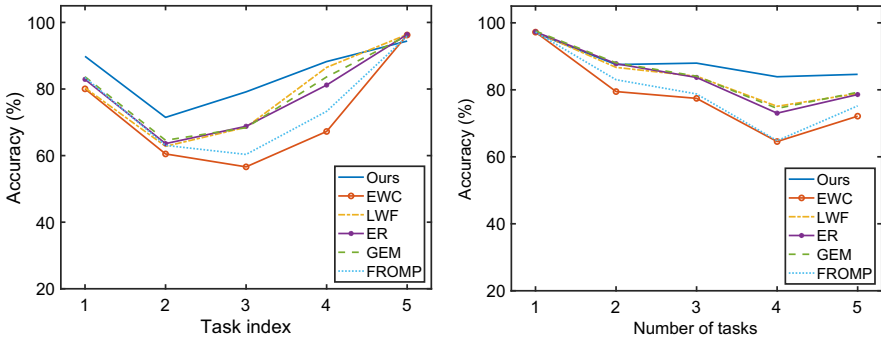 100
80
60
40
20
Accuracy (%)
1 2 3 4 5
Task index
Ours
EWC
LWF
ER
GEM
FROMP
100
80
60
40
20
Accuracy (%)
1 2 3 4 5
Number of tasks
Ours
EWC
LWF
ER
GEM
FROMP